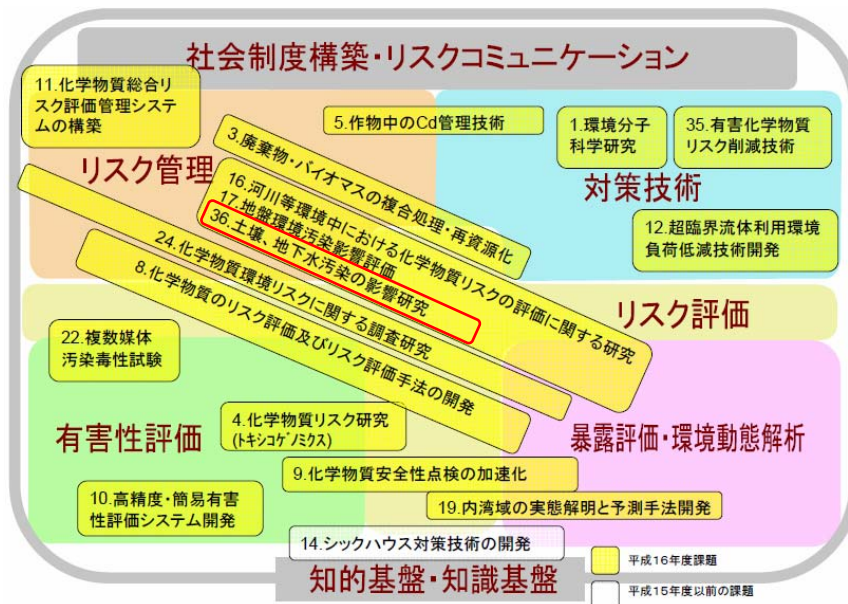 社会制度構築・リスクコミュニケーション
11.化学物質総合リ
スク評価管理システ
ムの構築
5.作物中のCd管理技術
1.環境分子
科学研究
35.有害化学物質
リスク削減技術
リスク管理
3.廃棄物・バイオマスの複合処理・再資源化
対策技術
16.河川等環境中における化学物質リスクの評価に関する研究
17.地盤環境汚染影響評価
36.土壌、地下水汚染の影響研究
12.超臨界流体利用環境
負荷低減技術開発
24.化学物質環境リスクに関する調査研究
8.化学物質のリスク評価及びリスク評価手法の開発
リスク評価
22.複数媒体
汚染毒性試験
有害性評価
4.化学物質リスク研究
(ﾄｷｼｺｹﾞﾉﾐｸｽ)
暴露評価・環境動態解析
9.化学物質安全性点検の加速化
10.高精度・簡易有害
性評価システム開発
19.内湾域の実態解明と予測手法開発
14.シックハウス対策技術の開発
平成16年度課題
知的基盤・知識基盤
平成15年度以前の課題